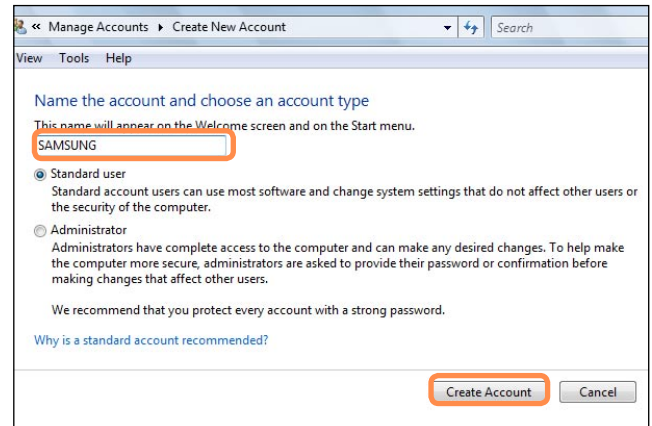 « Manage Accounts ▸ Create New Account Search
View Tools Help
Name the account and choose an account type
This name will appear on the Welcome screen and on the Start menu.
SAMSUNG
Standard user
Standard account users can use most software and change system settings that do not affect other users or
the security of the computer.
Administrator
Administrators have complete access to the computer and can make any desired changes. To help make
the computer more secure, administrators are asked to provide their password or confirmation before
making changes that affect other users.
We recommend that you protect every account with a strong password.
Why is a standard account recommended?
Create Account Cancel